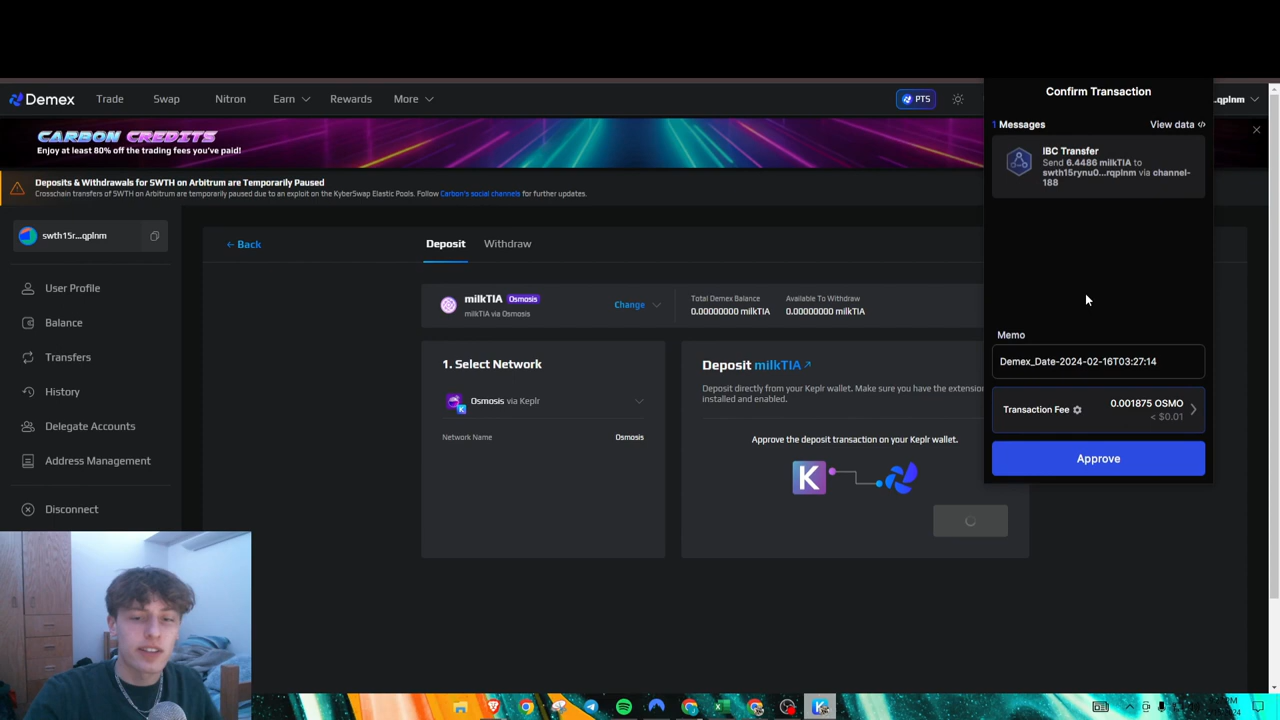 Demex
Trade
Swap
Nitron
Earn
Rewards
More
PTS
.qplnm
CARBON CREDITS
Enjoy at least 80% off the trading fees you've paid!
Deposits & Withdrawals for SWTH on Arbitrum are Temporarily Paused
Crosschain transfers of SWTH on Arbitrum are temporarily paused due to an exploit on the KyberSwap Elastic Pools. Follow Carbon's social channels for further updates.
swth15r...qplnm
User Profile
Balance
Transfers
History
Delegate Accounts
Address Management
Disconnect
← Back
Deposit
Withdraw
milkTIA Osmosis
milkTIA via Osmosis
Change
Total Demex Balance
0.00000000 milkTIA
Available To Withdraw
0.00000000 milkTIA
1. Select Network
Osmosis via Keplr
Network Name
Osmosis
Deposit milkTIA ↗
Deposit directly from your Keplr wallet. Make sure you have the extension
installed and enabled.
Approve the deposit transaction on your Keplr wallet.
K
Confirm Transaction
1 Messages
View data </>
IBC Transfer
Send 6.4486 milkTIA to
swth15rynu0...rqplnm via channel-
188
Memo
Demex_Date-2024-02-16T03:27:14
Transaction Fee
0.001875 OSMO
< $0.01
Approve